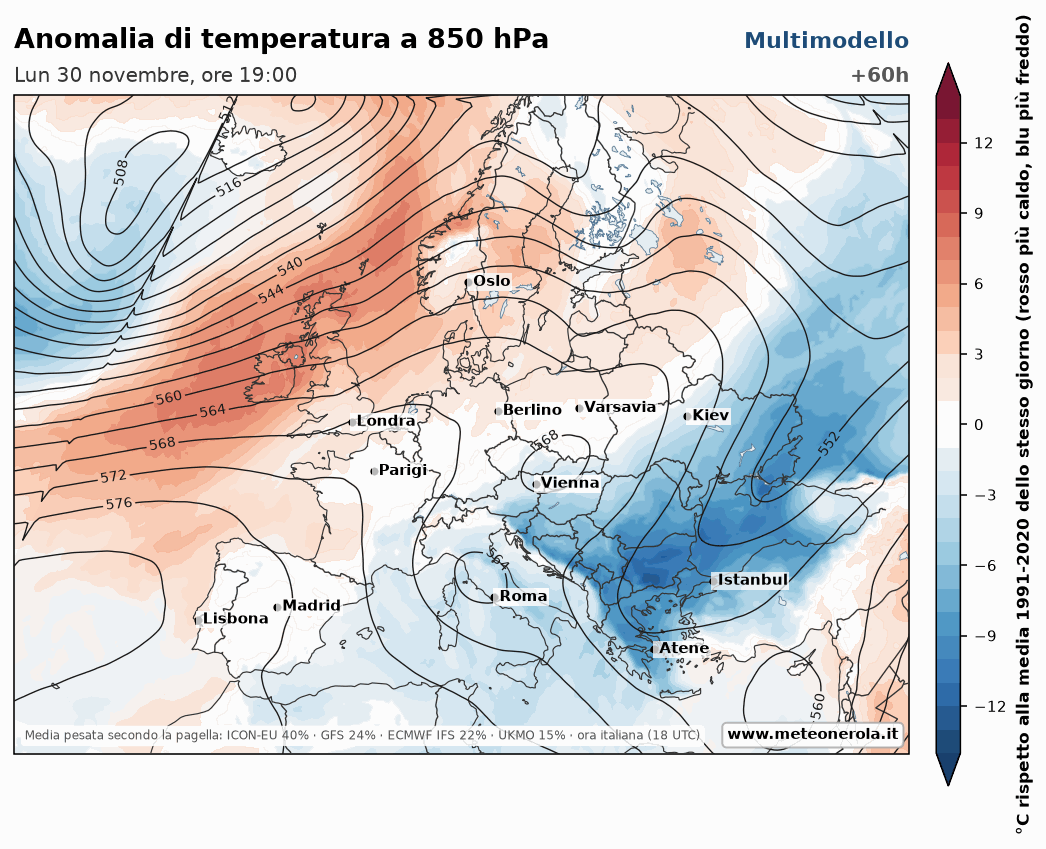 Anomalia di temperatura a 850 hPa
Multimodello
Lun 30 novembre, ore 19:00
+60h
512
508
516
540
544
Oslo
560
564
568
Londra
Berlino
Varsavia
Kiev
568
552
572
Parigi
Vienna
576
564
Istanbul
Roma
Madrid
Lisbona
Atene
560
Media pesata secondo la pagella: ICON-EU 40% · GFS 24% · ECMWF IFS 22% · UKMO 15% · ora italiana (18 UTC)
www.meteonerola.it
12
9
6
3
0
−3
−6
−9
−12
°C rispetto alla media 1991-2020 dello stesso giorno (rosso più caldo, blu più freddo)